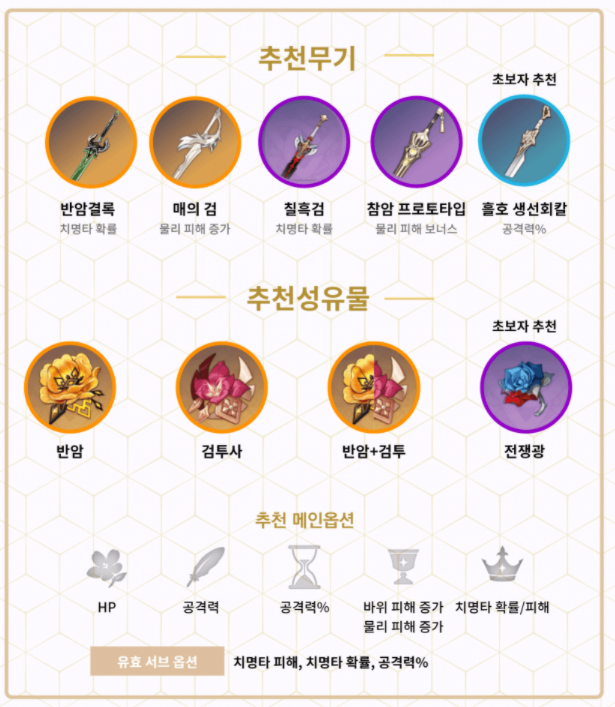 추천무기
초보자 추천
반암결록
매의 검
칠흑검
참암 프로토타입
흘호 생선회칼
치명타 확률
물리 피해 증가
치명타 확률
물리 피해 보너스
공격력%
추천성유물
초보자 추천
반암
검투사
반암+검투
전쟁광
추천 메인옵션
HP
공격력
공격력%
바위 피해 증가
물리 피해 증가
치명타 확률/피해
유효 서브 옵션
치명타 피해, 치명타 확률, 공격력%